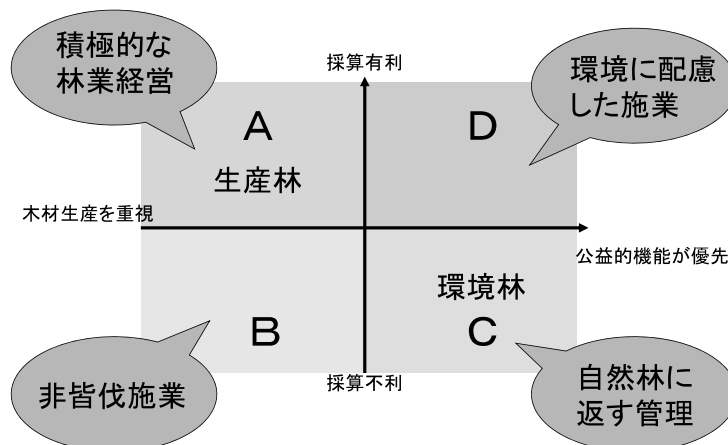 積極的な
林業経営
採算有利
環境に配慮
した施業
A
D
生産林
木材生産を重視
公益的機能が優先
環境林
B
C
非皆伐施業
採算不利
自然林に
返す管理